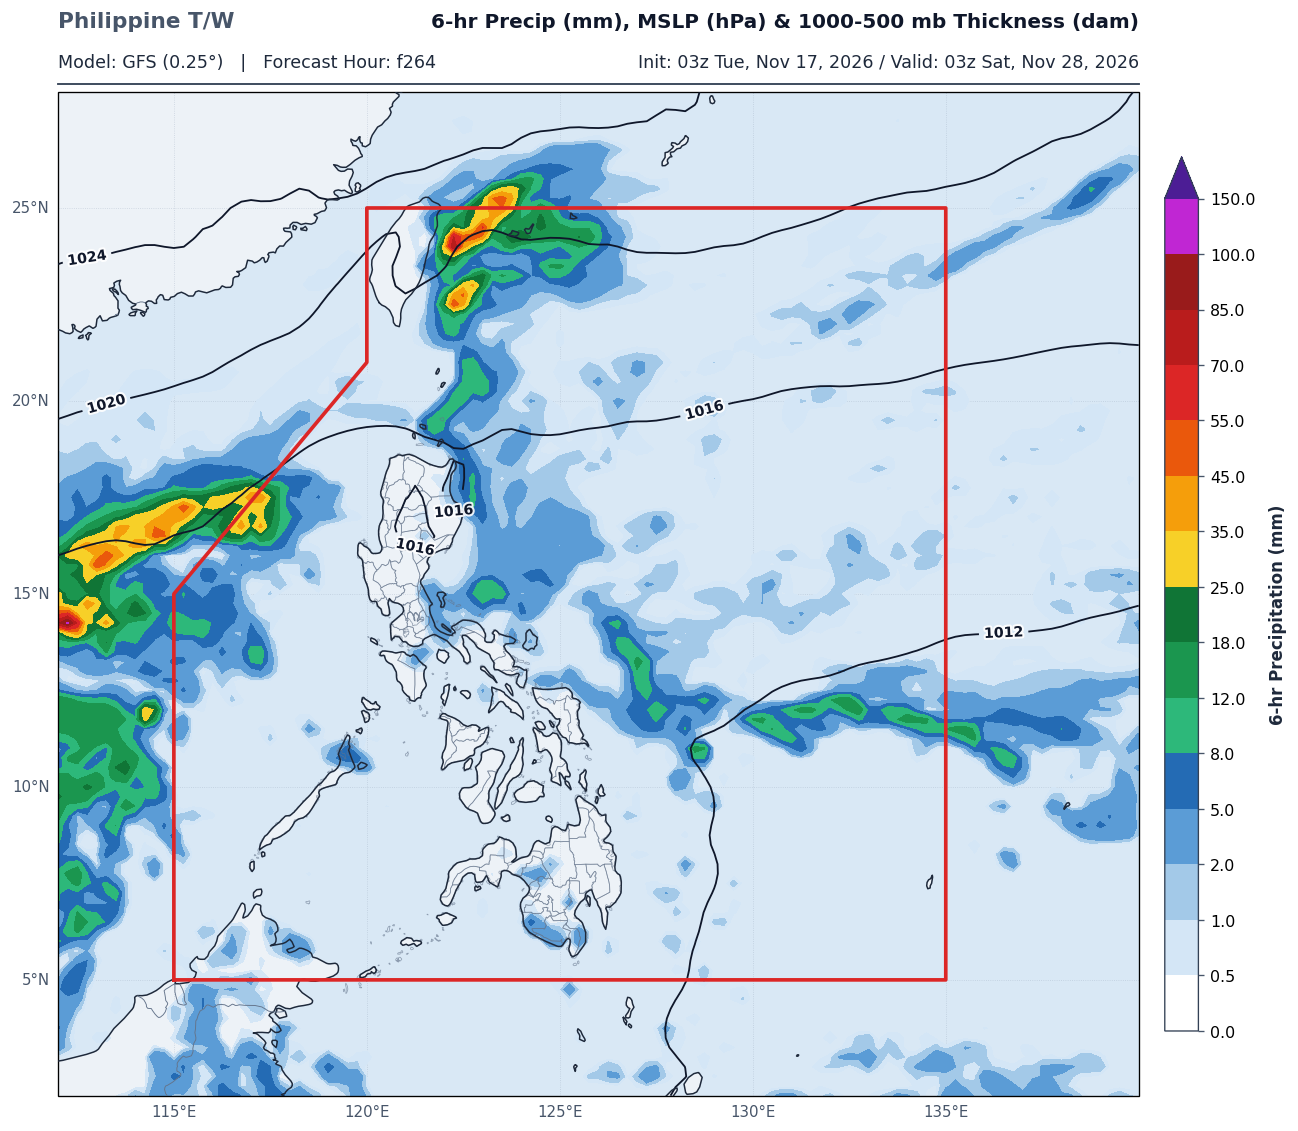 Philippine T/W
6-hr Precip (mm), MSLP (hPa) & 1000-500 mb Thickness (dam)
Model: GFS (0.25°) | Forecast Hour: f264
Init: 03z Tue, Nov 17, 2026 / Valid: 03z Sat, Nov 28, 2026
25°N
20°N
15°N
10°N
5°N
115°E
120°E
125°E
130°E
135°E
1024
1020
1016
1016
1016
1012
150.0
100.0
85.0
70.0
55.0
45.0
35.0
25.0
18.0
12.0
8.0
5.0
2.0
1.0
0.5
0.0
6-hr Precipitation (mm)